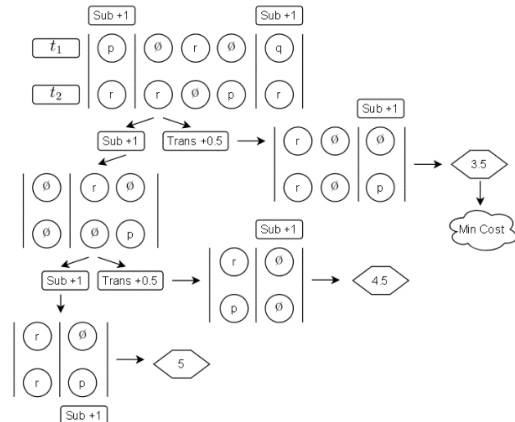 Sub +1 Sub +1
t1 p ∅ r ∅ q
t2 r r ∅ p r
Sub +1
Sub +1 Trans +0.5
r ∅ ∅
3.5
r ∅ p
∅ r ∅
∅ ∅ p
Min Cost
Sub +1
Sub +1 Trans +0.5
r ∅
4.5
p ∅
r ∅
5
r p
Sub +1